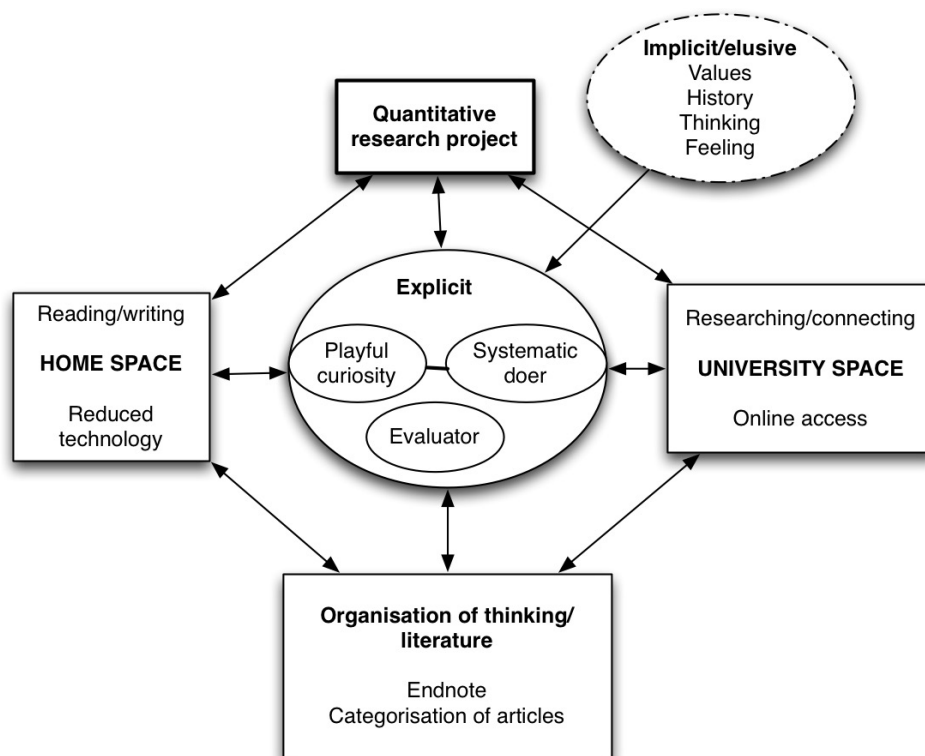 Implicit/elusive
Values
History
Thinking
Feeling
Quantitative
research project
Explicit
Playful
curiosity
Systematic
doer
Evaluator
Reading/writing
HOME SPACE
Reduced
technology
Researching/connecting
UNIVERSITY SPACE
Online access
Organisation of thinking/
literature
Endnote
Categorisation of articles